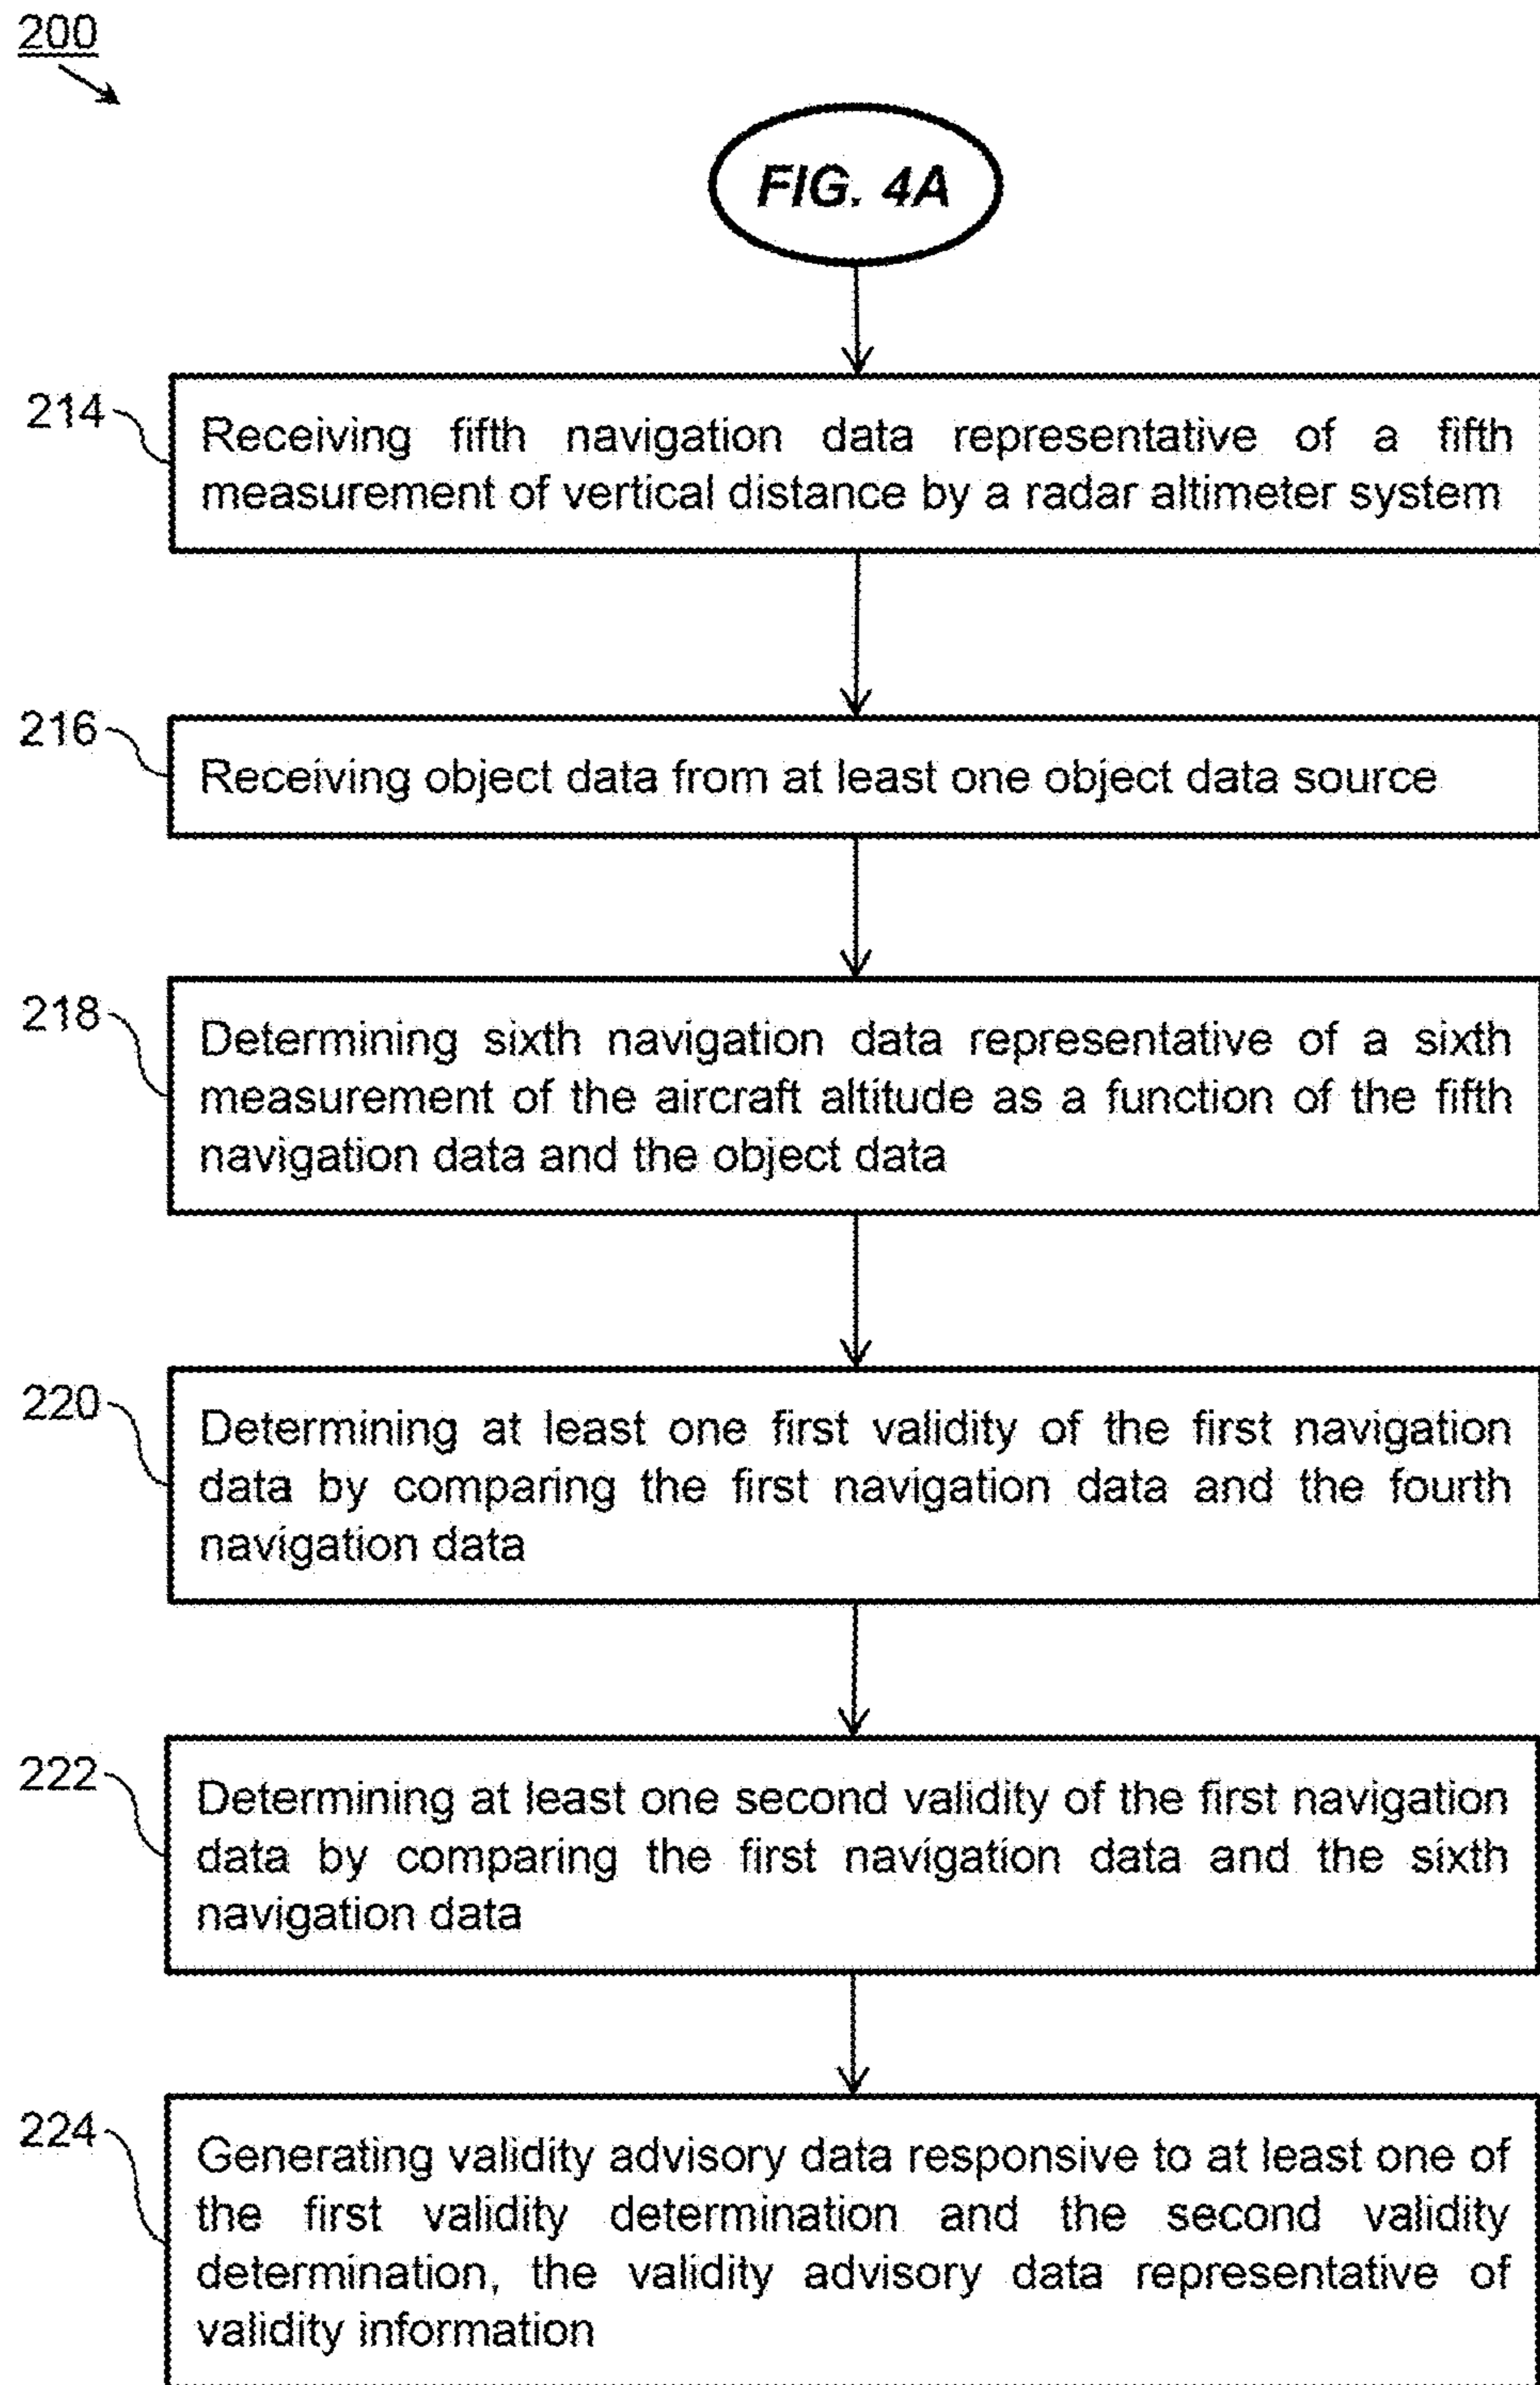 200
FIG. 4A
214
Receiving fifth navigation data representative of a fifth
measurement of vertical distance by a radar altimeter system
216
Receiving object data from at least one object data source
218
Determining sixth navigation data representative of a sixth
measurement of the aircraft altitude as a function of the fifth
navigation data and the object data
220
Determining at least one first validity of the first navigation
data by comparing the first navigation data and the fourth
navigation data
222
Determining at least one second validity of the first navigation
data by comparing the first navigation data and the sixth
navigation data
224
Generating validity advisory data responsive to at least one of
the first validity determination and the second validity
determination, the validity advisory data representative of
validity information